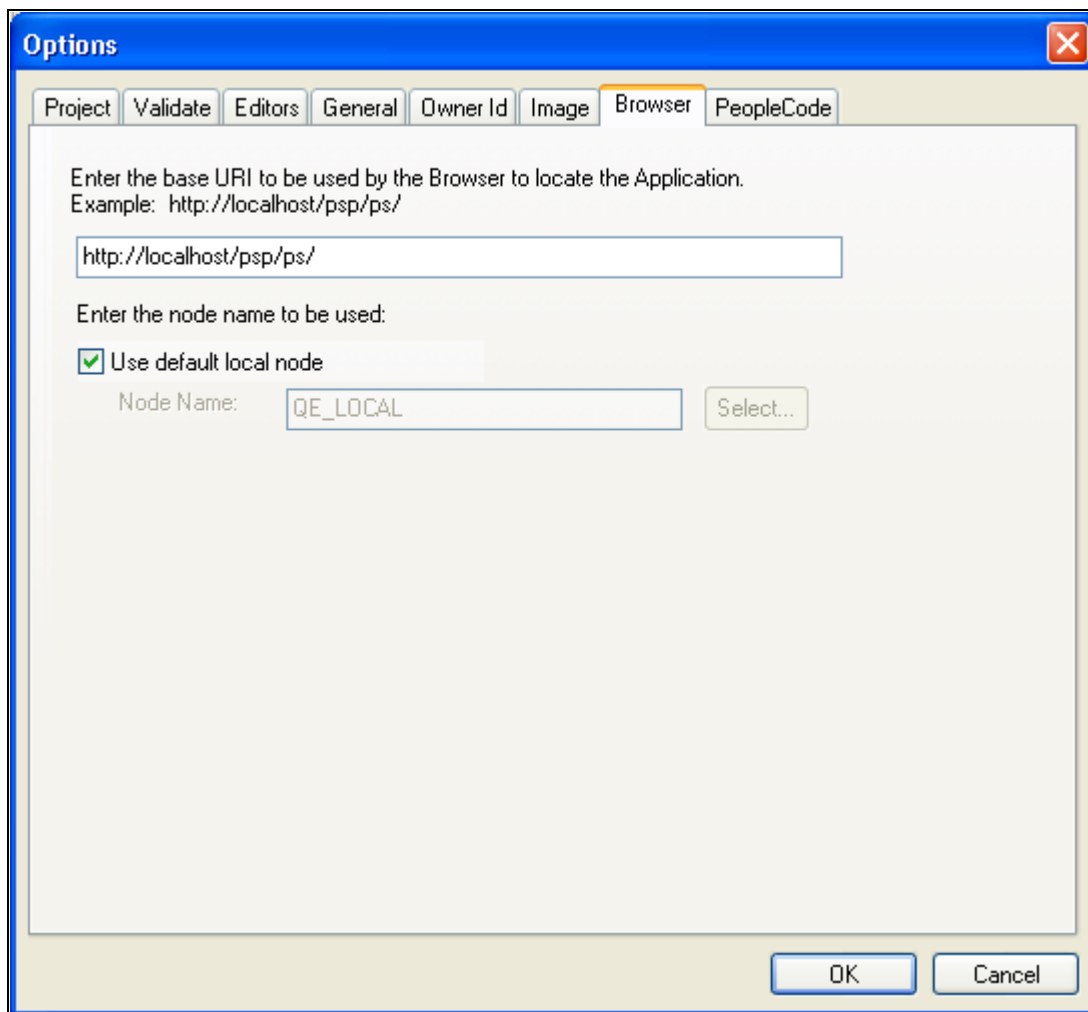 Options
Project Validate Editors General Owner Id Image Browser PeopleCode
Enter the base URI to be used by the Browser to locate the Application.
Example: http://localhost/psp/ps/
http://localhost/psp/ps/
Enter the node name to be used:
Use default local node
Node Name: QE_LOCAL Select...
OK Cancel